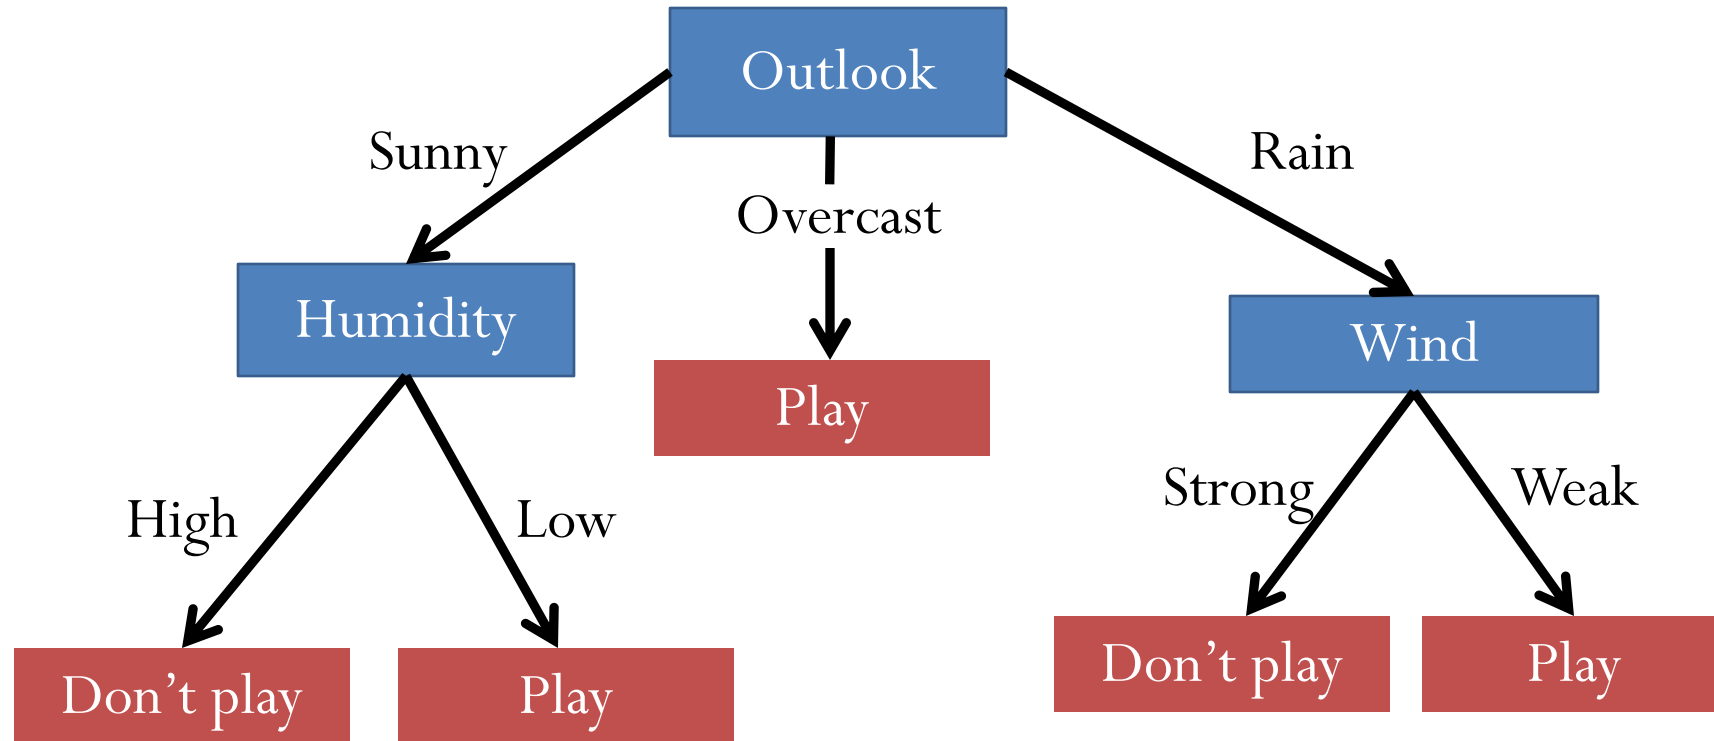 Outlook
Sunny
Rain
Overcast
Humidity
Wind
Play
High
Low
Strong
Weak
Don’t play
Play
Don’t play
Play